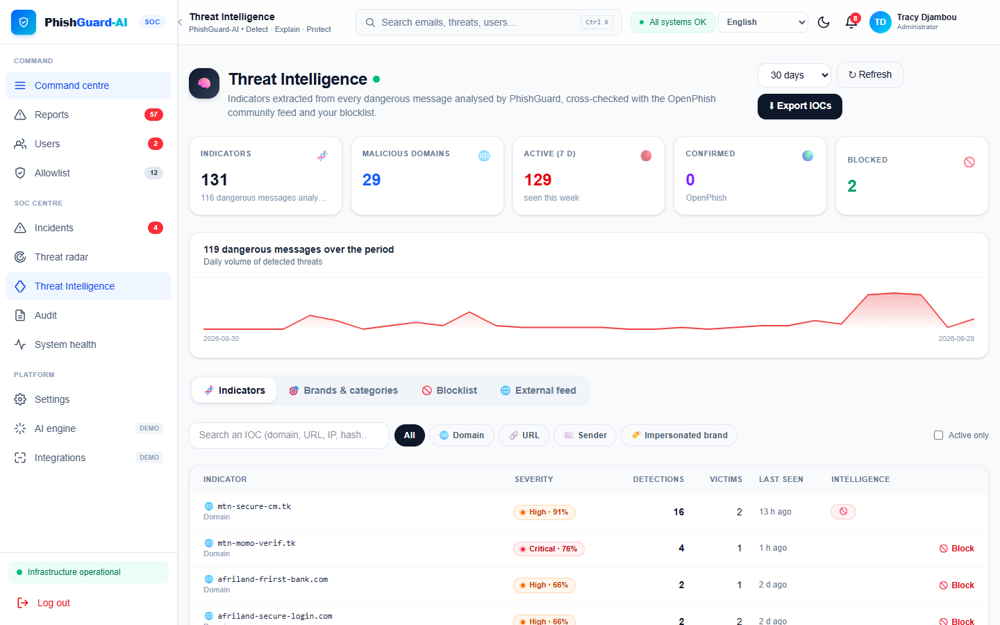 PhishGuard-AI SOC
Threat Intelligence
PhishGuard-AI • Detect · Explain · Protect
Search emails, threats, users… Ctrl K
All systems OK
English
8
TD
Tracy Djambou
Administrator
COMMAND
Command centre
Reports 57
Users 2
Allowlist 12
SOC CENTRE
Incidents 4
Threat radar
Threat Intelligence
Audit
System health
PLATFORM
Settings
AI engine DEMO
Integrations DEMO
Infrastructure operational
Log out
Threat Intelligence
Indicators extracted from every dangerous message analysed by PhishGuard, cross-checked with the OpenPhish
community feed and your blocklist.
30 days
↻ Refresh
⬇ Export IOCs
INDICATORS
131
116 dangerous messages analy…
MALICIOUS DOMAINS
29
ACTIVE (7 D)
129
seen this week
CONFIRMED
0
OpenPhish
BLOCKED
2
119 dangerous messages over the period
Daily volume of detected threats
2026-08-30 2026-09-28
Indicators Brands & categories Blocklist External feed
Search an IOC (domain, URL, IP, hash… All Domain URL Sender Impersonated brand Active only
INDICATOR SEVERITY DETECTIONS VICTIMS LAST SEEN INTELLIGENCE
mtn-secure-cm.tk High · 91% 16 2 13 h ago
Domain
mtn-momo-verif.tk Critical · 76% 4 1 1 h ago Block
Domain
afriland-frirst-bank.com High · 66% 2 1 2 d ago Block
Domain
afriland-secure-login.com High · 66% 2 2 2 d ago Block